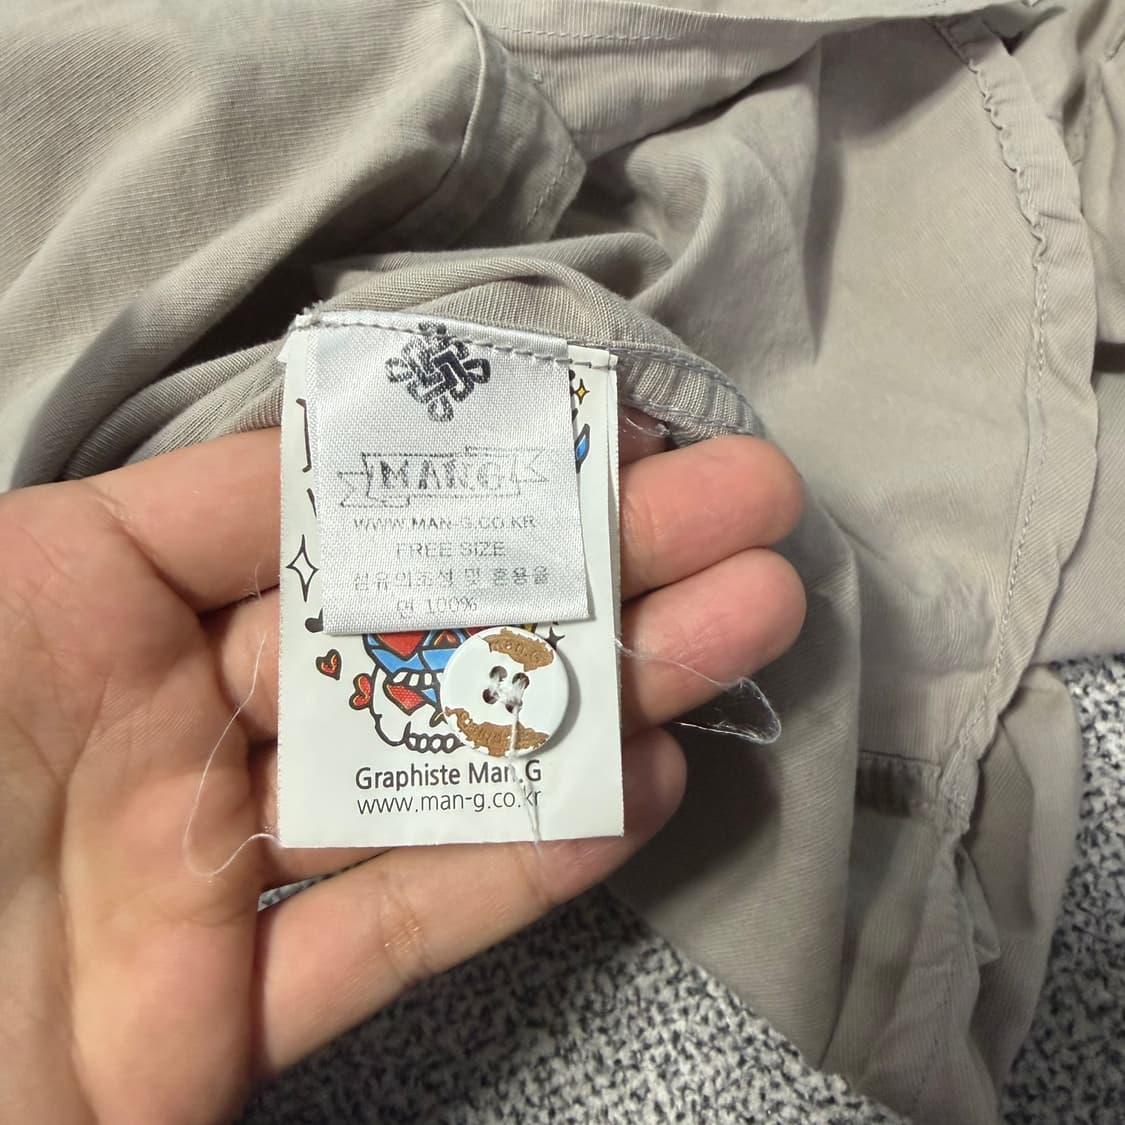 MAN.G
WWW.MAN-G.CO.KR
FREE SIZE
섬유의조성 및 혼용율
면 100%
Man.G
Graphiste Man.G
www.man-g.co.kr